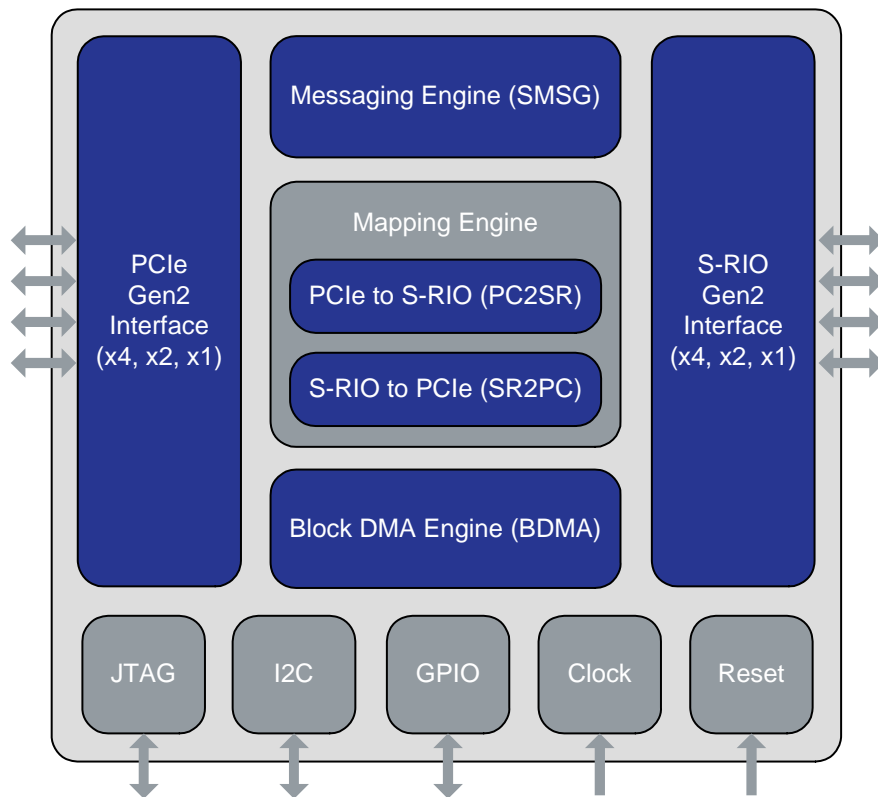 Messaging Engine (SMSG)
PCIe
Gen2
Interface
(x4, x2, x1)
Mapping Engine
PCIe to S-RIO (PC2SR)
S-RIO to PCIe (SR2PC)
S-RIO
Gen2
Interface
(x4, x2, x1)
Block DMA Engine (BDMA)
JTAG
I2C
GPIO
Clock
Reset